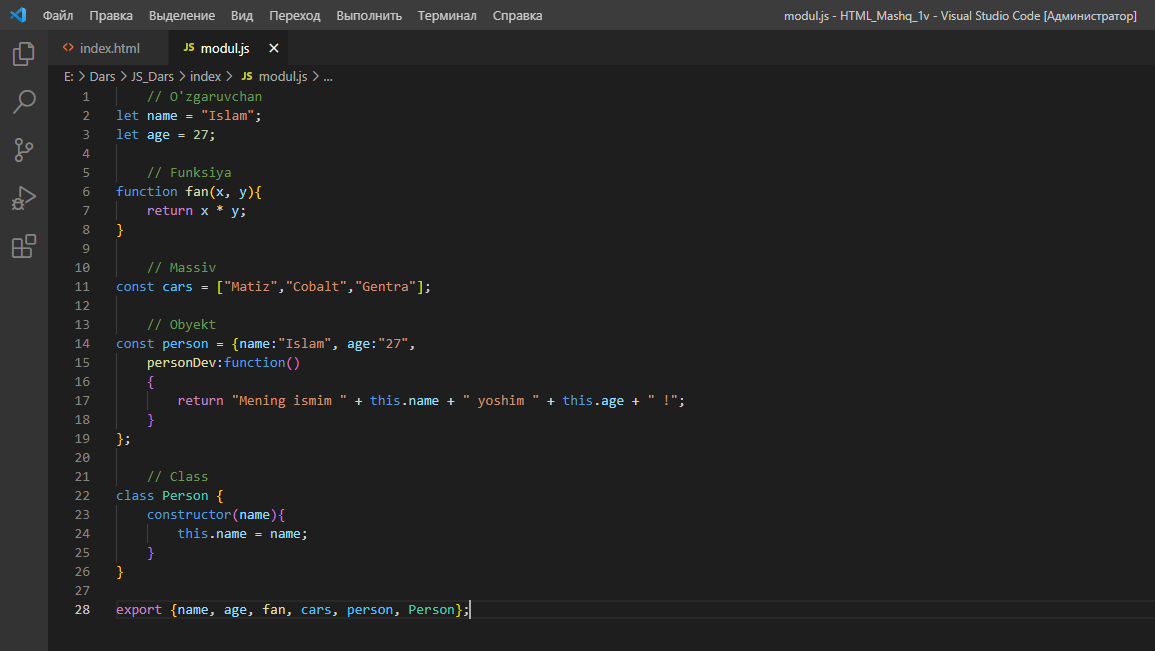 Файл Правка Выделение Вид Переход Выполнить Терминал Справка modul.js - HTML_Mashq_1v - Visual Studio Code [Администратор]
<> index.html JS modul.js ×
E: > Dars > JS_Dars > index > JS modul.js > ...
1 // O'zgaruvchan
2 let name = "Islam";
3 let age = 27;
4
5 // Funksiya
6 function fan(x, y){
7 return x * y;
8 }
9
10 // Massiv
11 const cars = ["Matiz","Cobalt","Gentra"];
12
13 // Obyekt
14 const person = {name:"Islam", age:"27",
15 personDev:function()
16 {
17 return "Mening ismim " + this.name + " yoshim " + this.age + " !";
18 }
19 };
20
21 // Class
22 class Person {
23 constructor(name){
24 this.name = name;
25 }
26 }
27
28 export {name, age, fan, cars, person, Person};